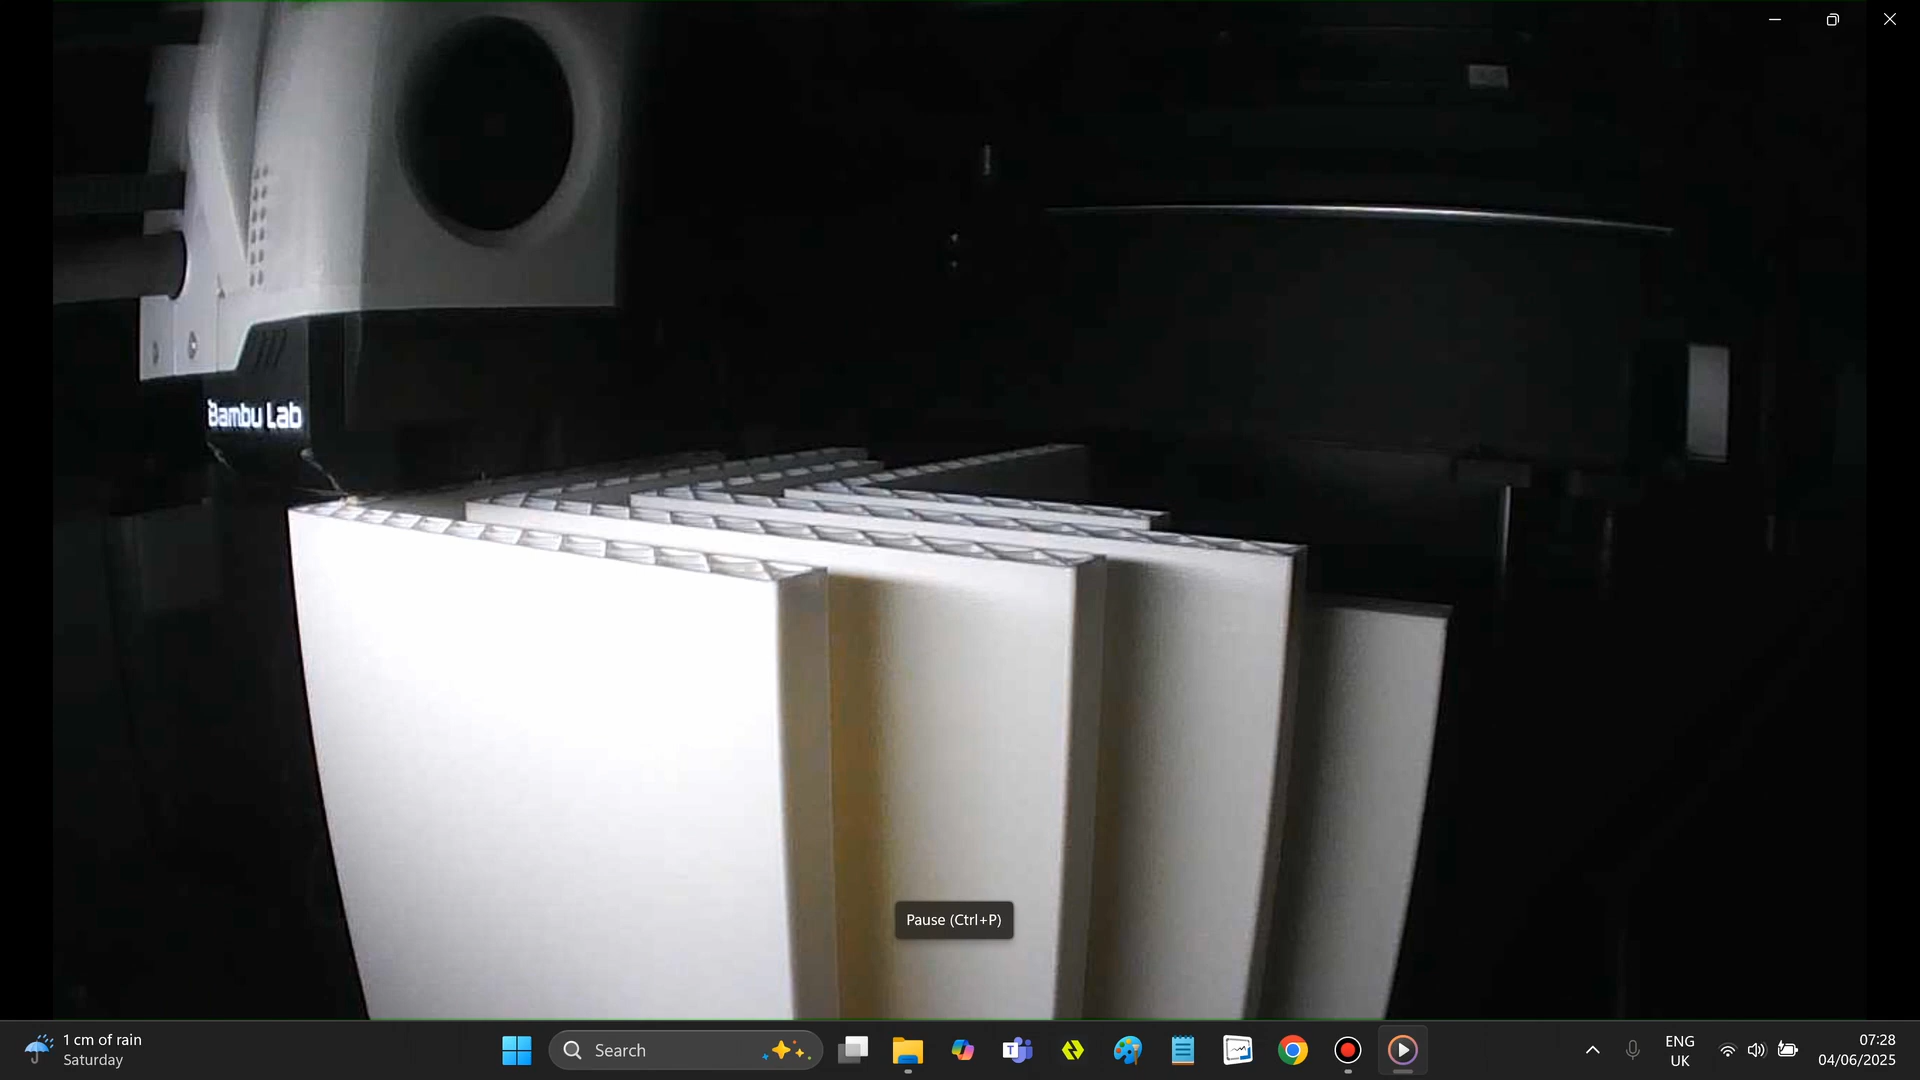 Bambu Lab
Pause (Ctrl+P)
1 cm of rain
Saturday
Search
ENG
UK
07:28
04/06/2025